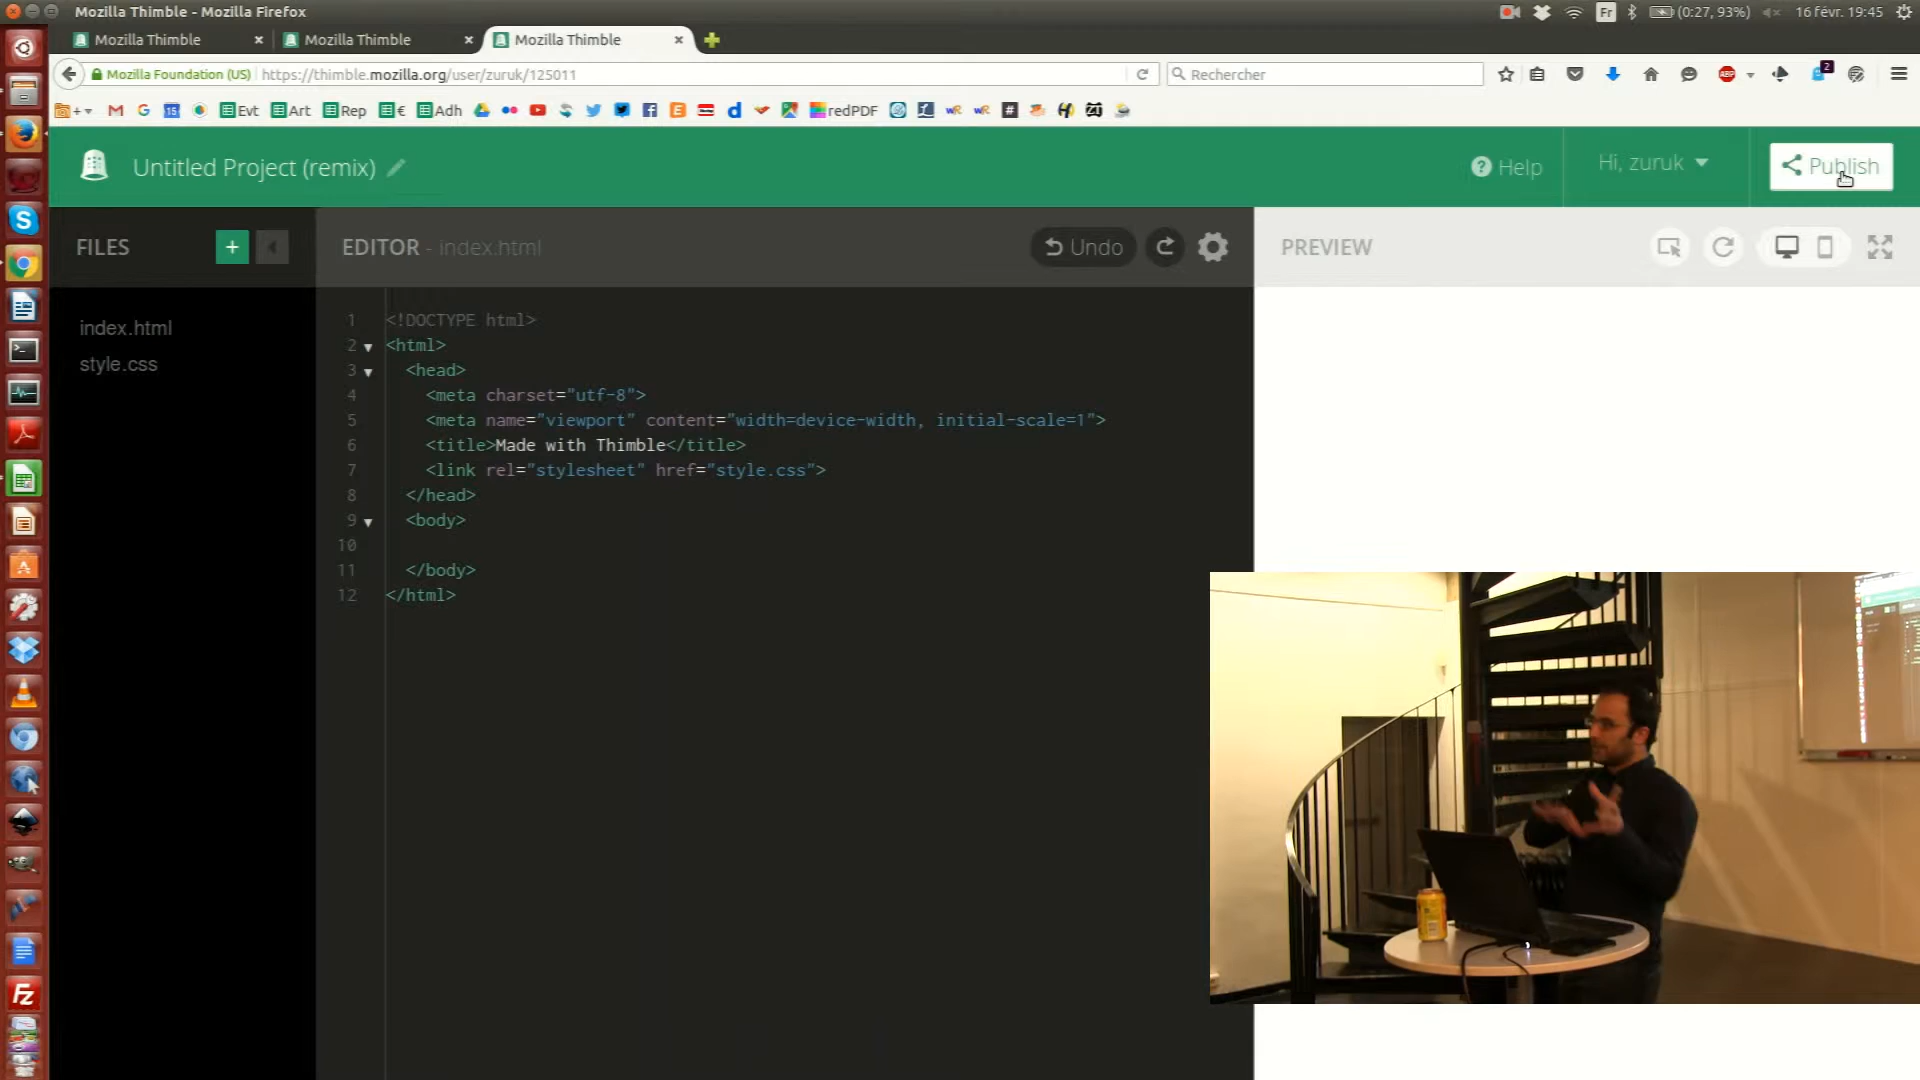 Mozilla Thimble - Mozilla Firefox
Fr (0:27, 93%) 16 févr. 19:45
Mozilla Thimble Mozilla Thimble Mozilla Thimble
Mozilla Foundation (US) https://thimble.mozilla.org/user/zuruk/125011 Rechercher ABP 2
+ Evt Art Rep € Adh redPDF
Untitled Project (remix) Help Hi, zuruk Publish
FILES EDITOR - index.html Undo PREVIEW
index.html
style.css
1 <!DOCTYPE html>
2 <html>
3 <head>
4 <meta charset="utf-8">
5 <meta name="viewport" content="width=device-width, initial-scale=1">
6 <title>Made with Thimble</title>
7 <link rel="stylesheet" href="style.css">
8 </head>
9 <body>
10
11 </body>
12 </html>